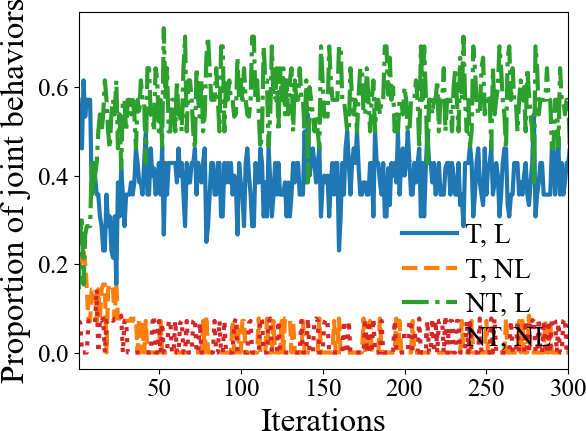 Proportion of joint behaviors
0.6
0.4
0.2
0.0
T, L
T, NL
NT, L
NT, NL
50
100
150
200
250
300
Iterations